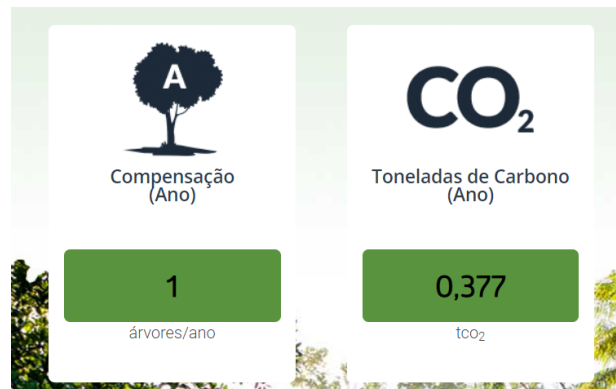 A
Compensação
(Ano)
1
árvores/ano
CO₂
Toneladas de Carbono
(Ano)
0,377
tco₂